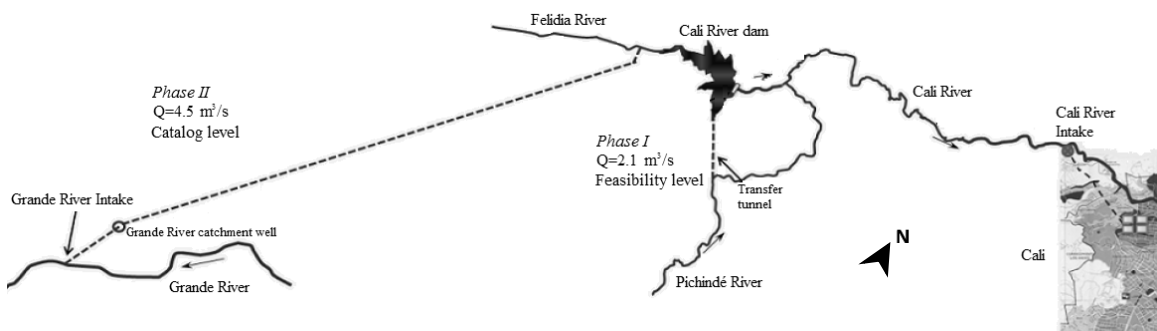 Felidia River
Cali River dam
Phase II
Q=4.5 m³/s
Catalog level
Cali River
Cali River
Intake
Phase I
Q=2.1 m³/s
Feasibility level
Transfer
tunnel
Grande River Intake
Grande River catchment well
N
Cali
Grande River
Pichindé River